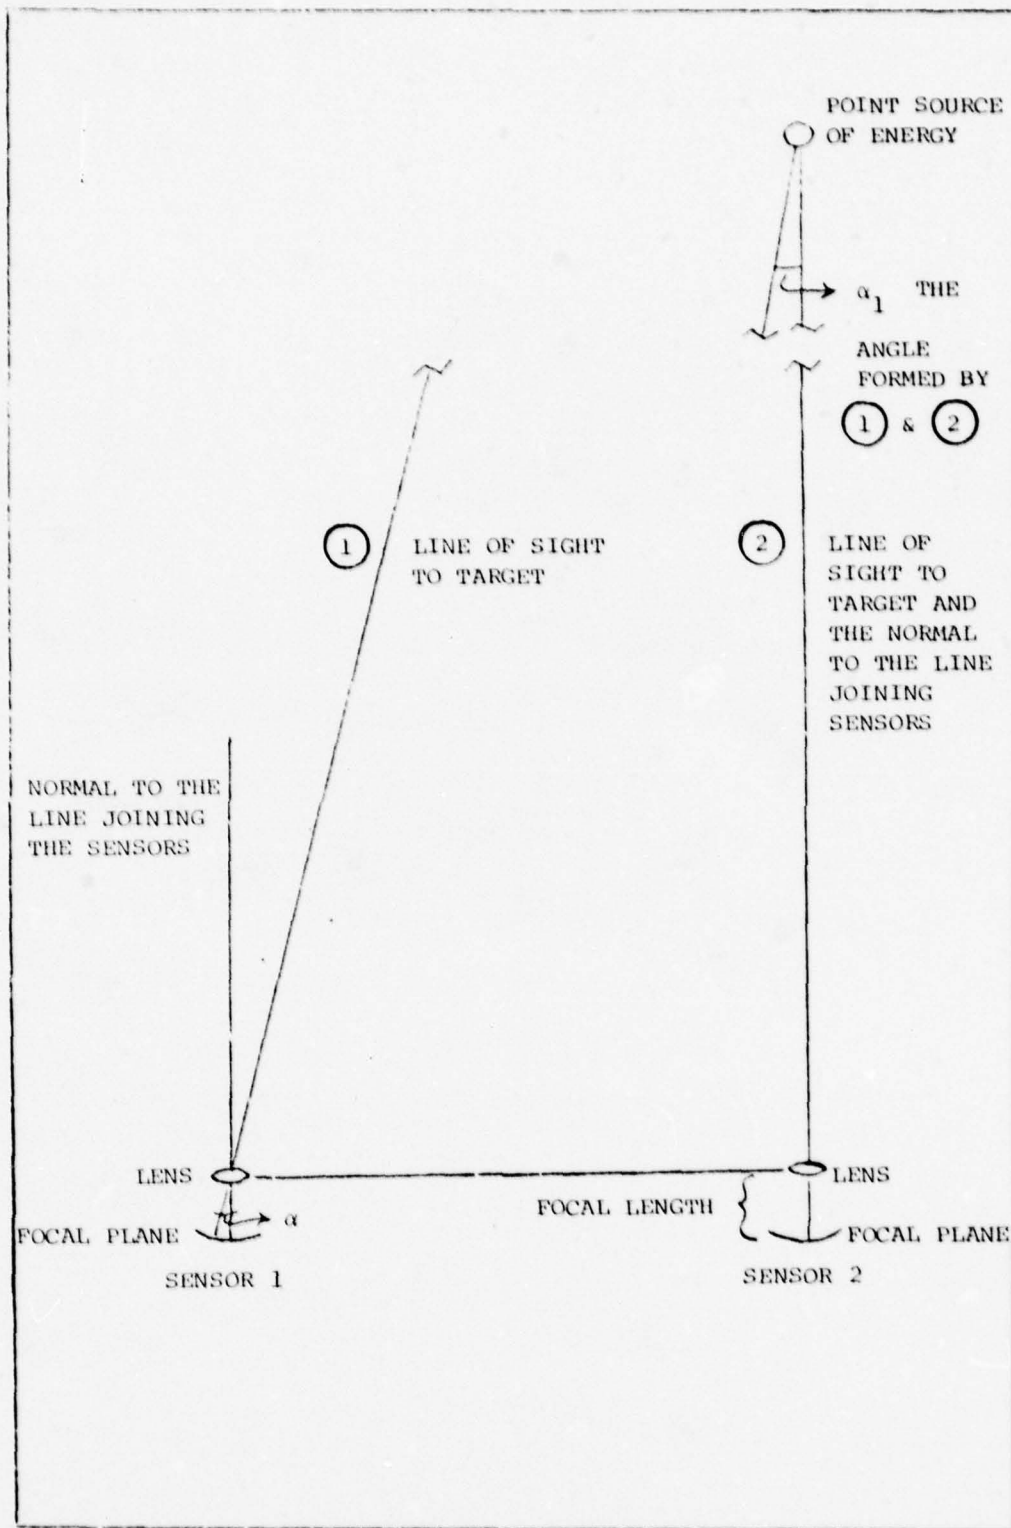 POINT SOURCE
OF ENERGY
α1 THE
ANGLE
FORMED BY
1 & 2
1 LINE OF SIGHT
TO TARGET
2 LINE OF
SIGHT TO
TARGET AND
THE NORMAL
TO THE LINE
JOINING
SENSORS
NORMAL TO THE
LINE JOINING
THE SENSORS
LENS
LENS
FOCAL LENGTH
α
FOCAL PLANE
FOCAL PLANE
SENSOR 1
SENSOR 2